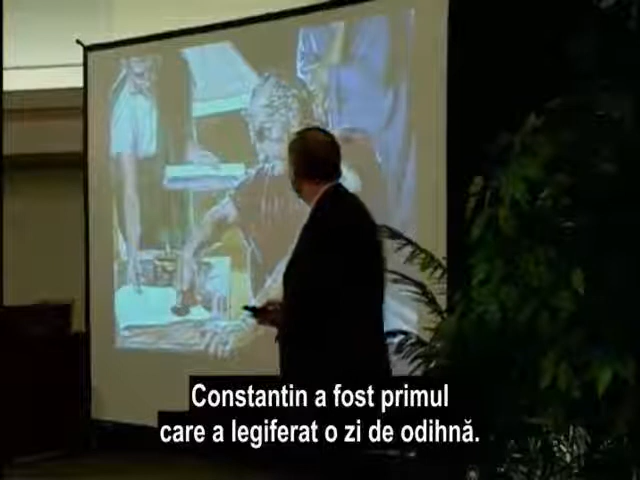 Constantin a fost primul
care a legiferat o zi de odihnă.